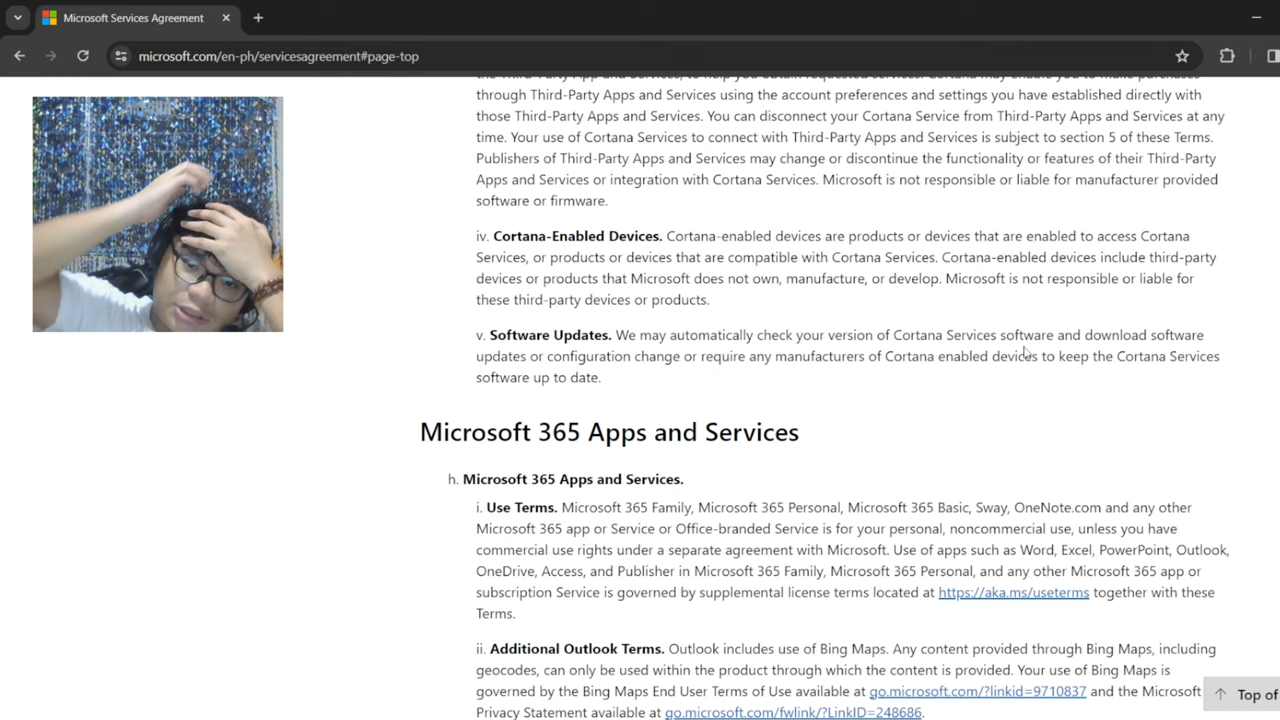 Microsoft Services Agreement
microsoft.com/en-ph/servicesagreement#page-top
the Third-Party App and Services, to help you obtain requested services. Cortana may enable you to make purchases
through Third-Party Apps and Services using the account preferences and settings you have established directly with
those Third-Party Apps and Services. You can disconnect your Cortana Service from Third-Party Apps and Services at any
time. Your use of Cortana Services to connect with Third-Party Apps and Services is subject to section 5 of these Terms.
Publishers of Third-Party Apps and Services may change or discontinue the functionality or features of their Third-Party
Apps and Services or integration with Cortana Services. Microsoft is not responsible or liable for manufacturer provided
software or firmware.
iv. Cortana-Enabled Devices. Cortana-enabled devices are products or devices that are enabled to access Cortana
Services, or products or devices that are compatible with Cortana Services. Cortana-enabled devices include third-party
devices or products that Microsoft does not own, manufacture, or develop. Microsoft is not responsible or liable for
these third-party devices or products.
v. Software Updates. We may automatically check your version of Cortana Services software and download software
updates or configuration change or require any manufacturers of Cortana enabled devices to keep the Cortana Services
software up to date.
Microsoft 365 Apps and Services
h. Microsoft 365 Apps and Services.
i. Use Terms. Microsoft 365 Family, Microsoft 365 Personal, Microsoft 365 Basic, Sway, OneNote.com and any other
Microsoft 365 app or Service or Office-branded Service is for your personal, noncommercial use, unless you have
commercial use rights under a separate agreement with Microsoft. Use of apps such as Word, Excel, PowerPoint, Outlook,
OneDrive, Access, and Publisher in Microsoft 365 Family, Microsoft 365 Personal, and any other Microsoft 365 app or
subscription Service is governed by supplemental license terms located at https://aka.ms/useterms together with these
Terms.
ii. Additional Outlook Terms. Outlook includes use of Bing Maps. Any content provided through Bing Maps, including
geocodes, can only be used within the product through which the content is provided. Your use of Bing Maps is
governed by the Bing Maps End User Terms of Use available at go.microsoft.com/?linkid=9710837 and the Microsoft
Privacy Statement available at go.microsoft.com/fwlink/?LinkID=248686.
Top of